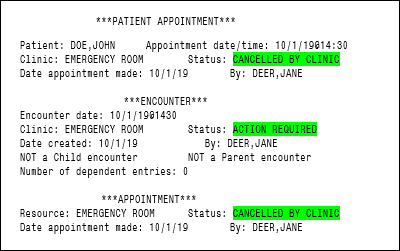 ***PATIENT APPOINTMENT***
Patient: DOE,JOHN Appointment date/time: 10/1/19@14:30
Clinic: EMERGENCY ROOM Status: CANCELLED BY CLINIC
Date appointment made: 10/1/19 By: DEER,JANE
***ENCOUNTER***
Encounter date: 10/1/19@1430
Clinic: EMERGENCY ROOM Status: ACTION REQUIRED
Date created: 10/1/19 By: DEER,JANE
NOT a Child encounter NOT a Parent encounter
Number of dependent entries: 0
***APPOINTMENT***
Resource: EMERGENCY ROOM Status: CANCELLED BY CLINIC
Date appointment made: 10/1/19 By: DEER,JANE